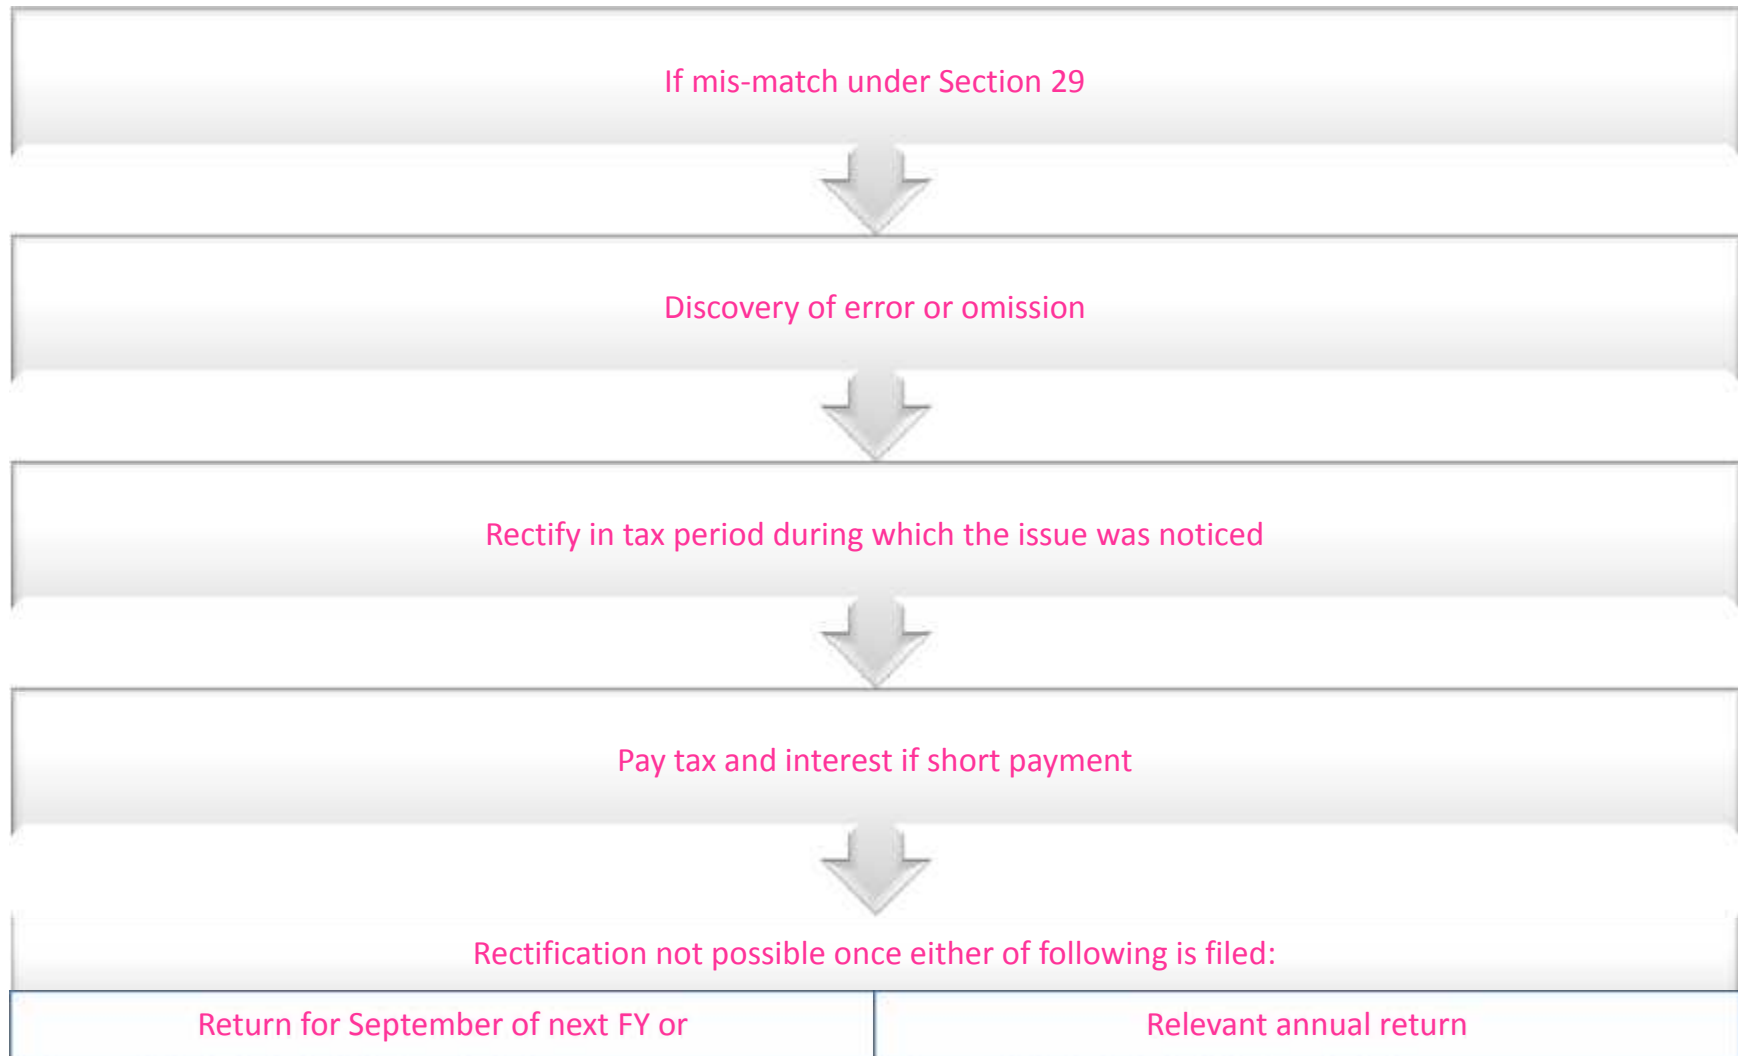 If mis-match under Section 29
Discovery of error or omission
Rectify in tax period during which the issue was noticed
Pay tax and interest if short payment
Rectification not possible once either of following is filed:
Return for September of next FY or
Relevant annual return